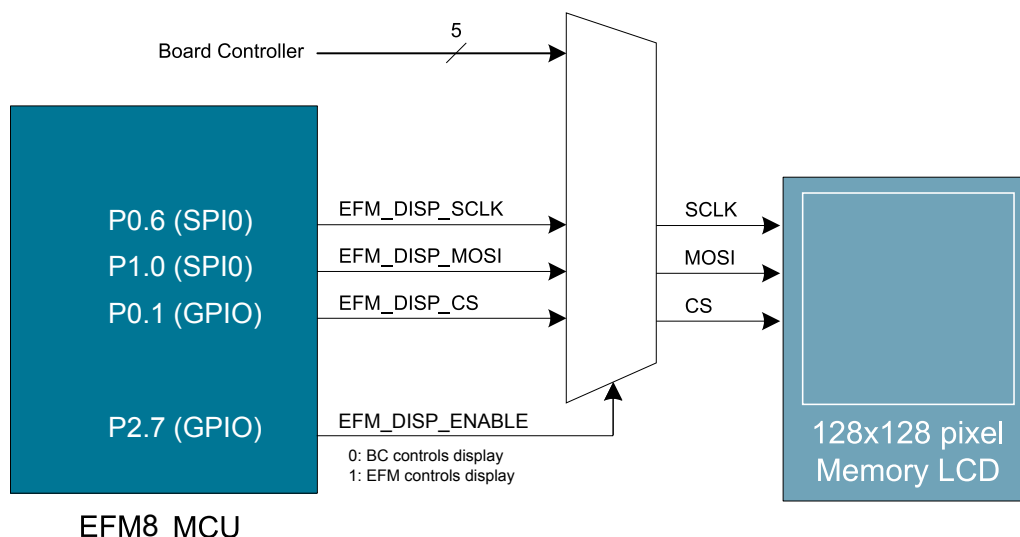 5
Board Controller
P0.6 (SPI0)
EFM_DISP_SCLK
SCLK
P1.0 (SPI0)
EFM_DISP_MOSI
MOSI
P0.1 (GPIO)
EFM_DISP_CS
CS
P2.7 (GPIO)
EFM_DISP_ENABLE
0: BC controls display
1: EFM controls display
128x128 pixel
Memory LCD
EFM8 MCU